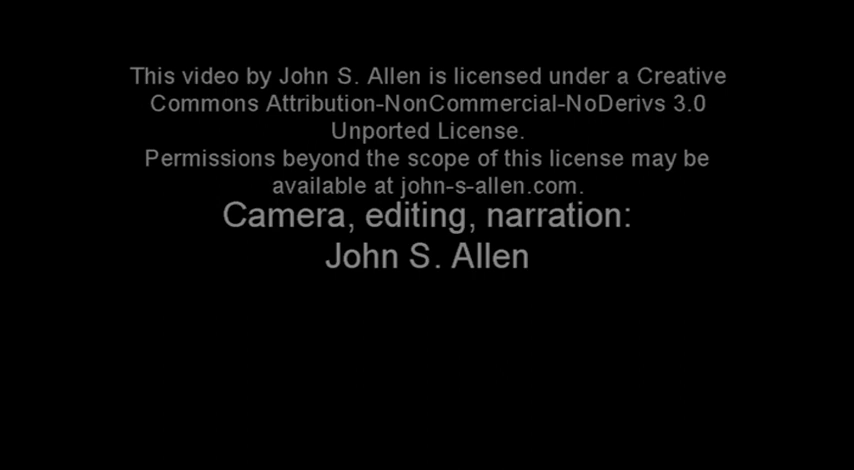 This video by John S. Allen is licensed under a Creative
Commons Attribution-NonCommercial-NoDerivs 3.0
Unported License.
Permissions beyond the scope of this license may be
available at john-s-allen.com.
Camera, editing, narration:
John S. Allen